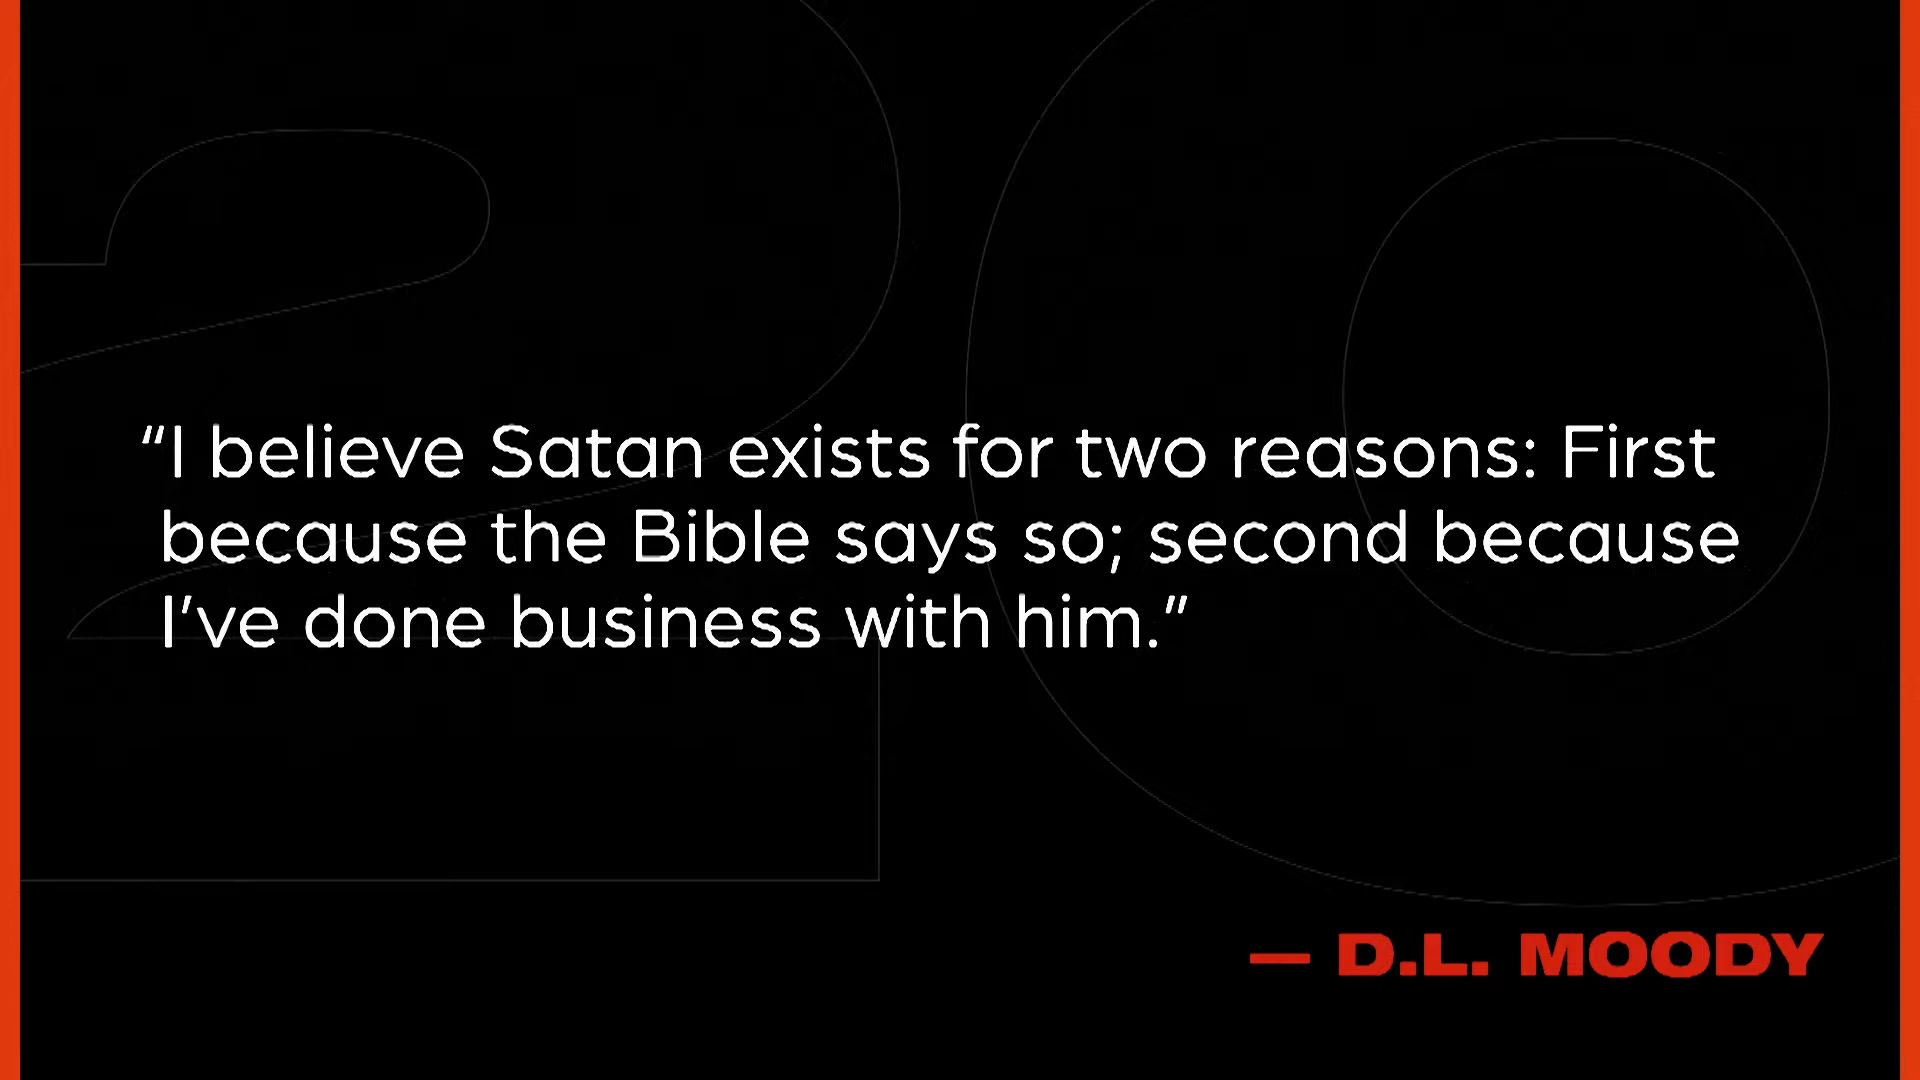 20
“I believe Satan exists for two reasons: First
because the Bible says so; second because
I’ve done business with him.”
— D.L. MOODY